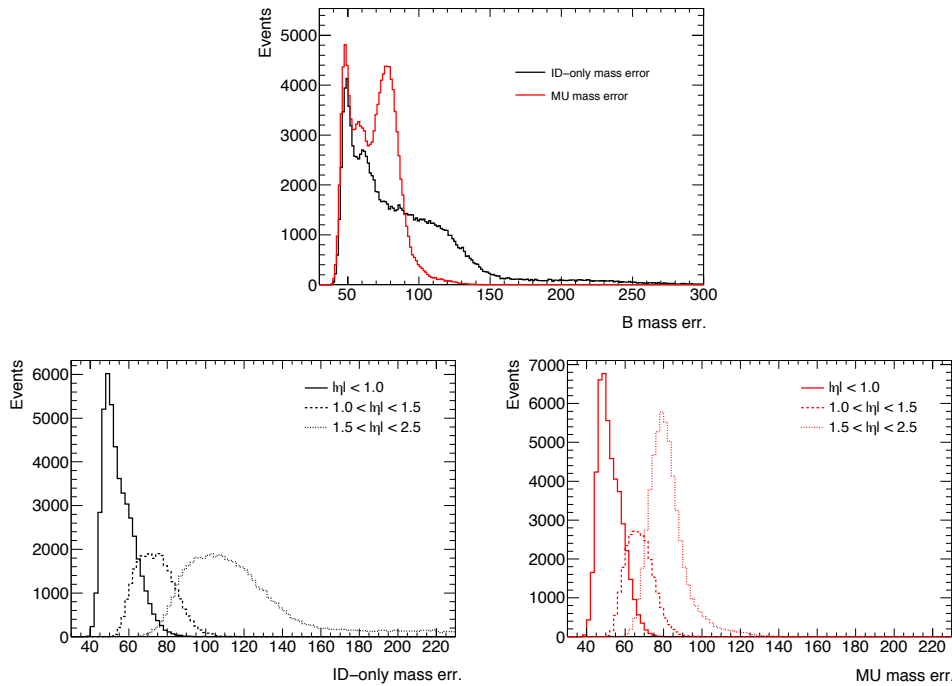 Events
5000
4000
3000
2000
1000
0
ID-only mass error
MU mass error
50 100 150 200 250 300
B mass err.
Events
6000
5000
4000
3000
2000
1000
0
|η| < 1.0
1.0 < |η| < 1.5
1.5 < |η| < 2.5
40 60 80 100 120 140 160 180 200 220
ID-only mass err.
Events
7000
6000
5000
4000
3000
2000
1000
0
|η| < 1.0
1.0 < |η| < 1.5
1.5 < |η| < 2.5
40 60 80 100 120 140 160 180 200 220
MU mass err.